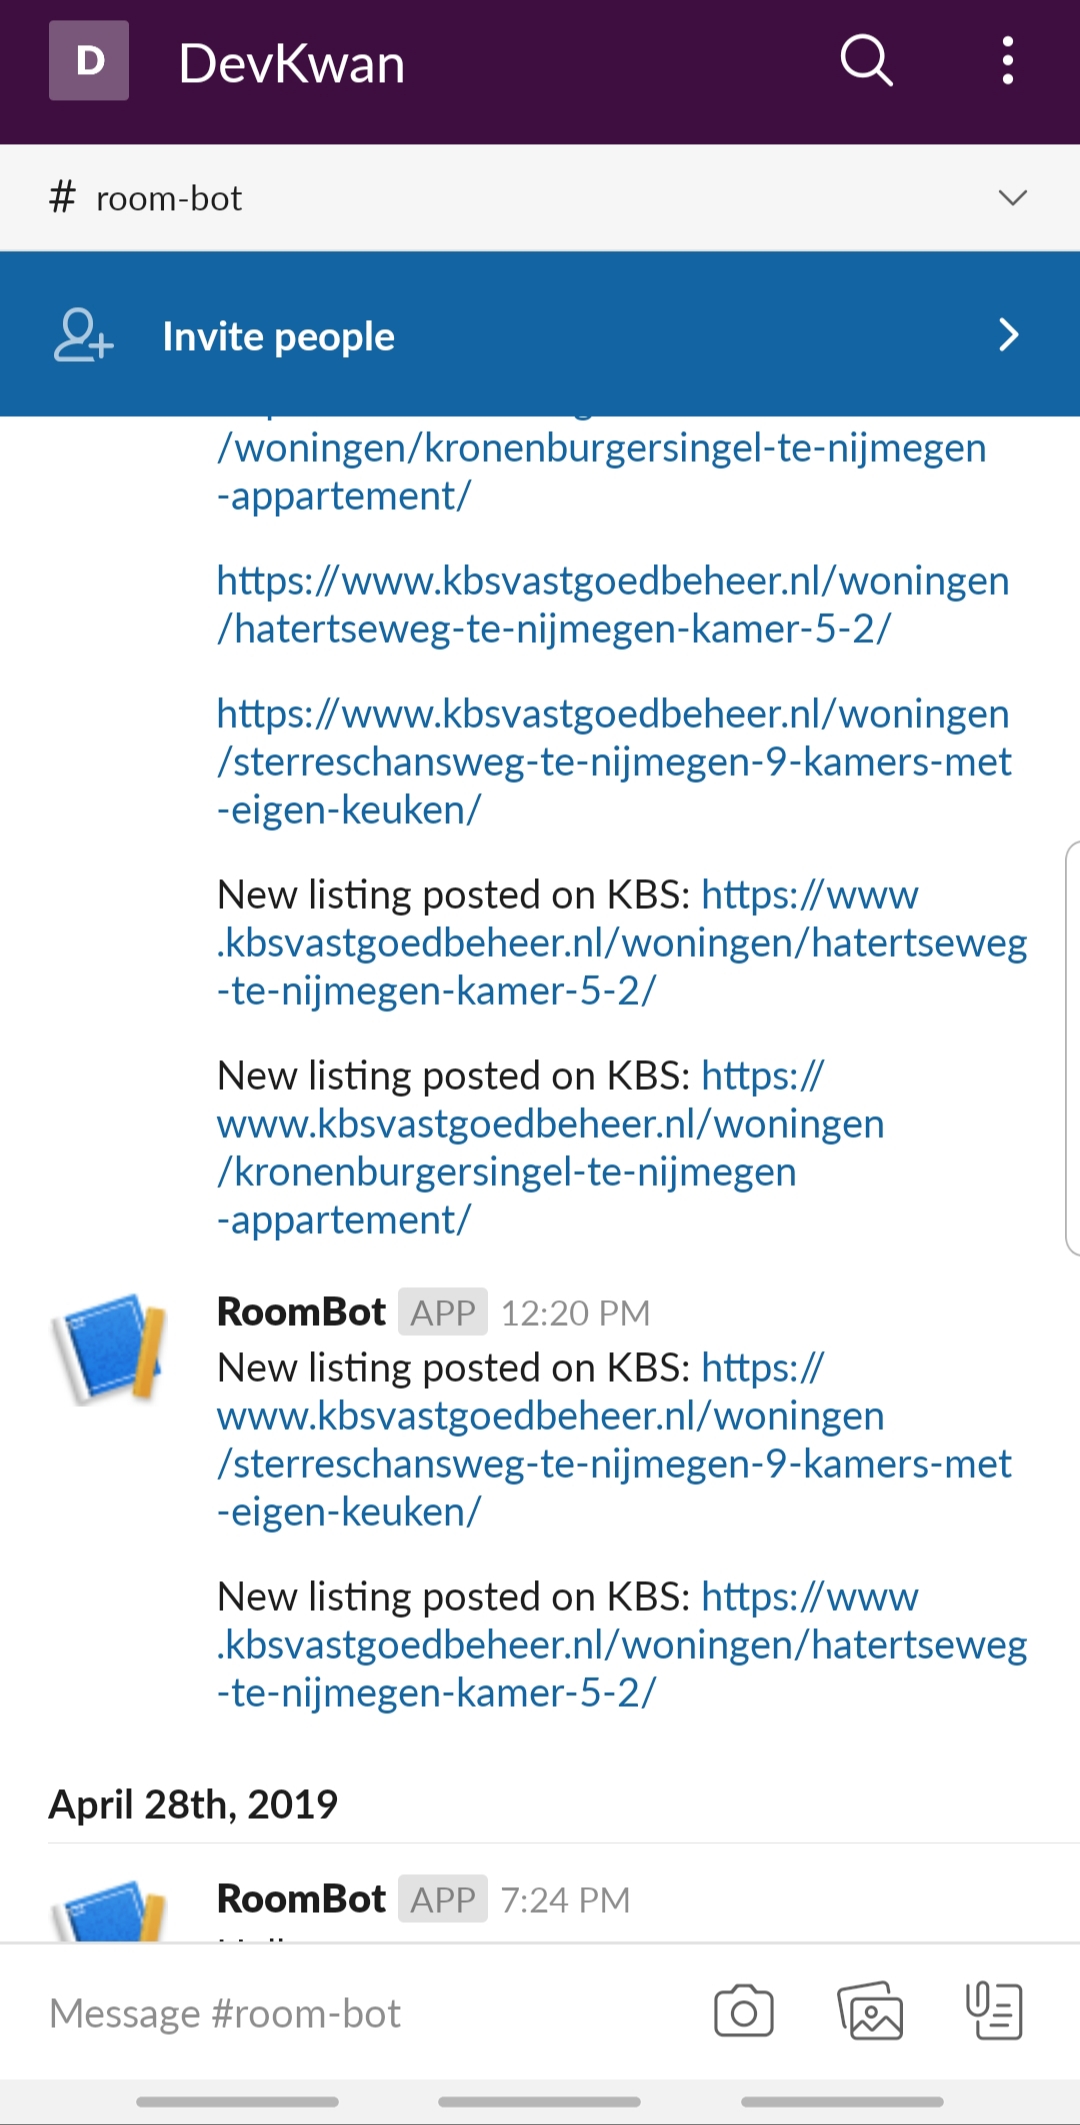 D DevKwan
# room-bot
Invite people
/woningen/kronenburgersingel-te-nijmegen
-appartement/
https://www.kbsvastgoedbeheer.nl/woningen
/hatertseweg-te-nijmegen-kamer-5-2/
https://www.kbsvastgoedbeheer.nl/woningen
/sterreschansweg-te-nijmegen-9-kamers-met
-eigen-keuken/
New listing posted on KBS: https://www
.kbsvastgoedbeheer.nl/woningen/hatertseweg
-te-nijmegen-kamer-5-2/
New listing posted on KBS: https://
www.kbsvastgoedbeheer.nl/woningen
/kronenburgersingel-te-nijmegen
-appartement/
RoomBot APP 12:20 PM
New listing posted on KBS: https://
www.kbsvastgoedbeheer.nl/woningen
/sterreschansweg-te-nijmegen-9-kamers-met
-eigen-keuken/
New listing posted on KBS: https://www
.kbsvastgoedbeheer.nl/woningen/hatertseweg
-te-nijmegen-kamer-5-2/
April 28th, 2019
RoomBot APP 7:24 PM
Message #room-bot